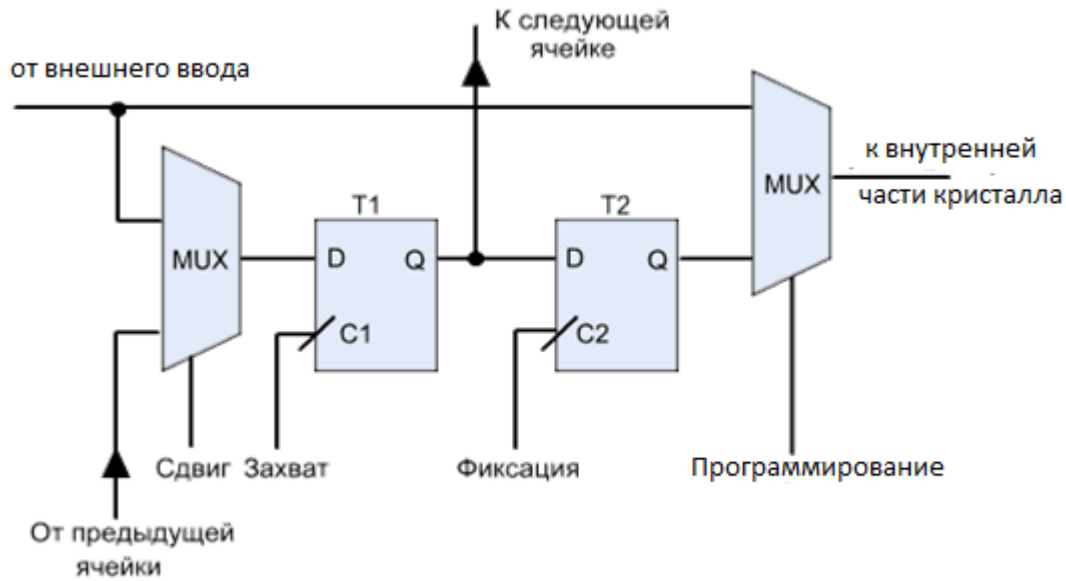 К следующей
ячейке
от внешнего ввода
MUX
к внутренней
части кристалла
T1
T2
MUX
D
Q
D
Q
C1
C2
Сдвиг
Захват
Фиксация
Программирование
От предыдущей
ячейки